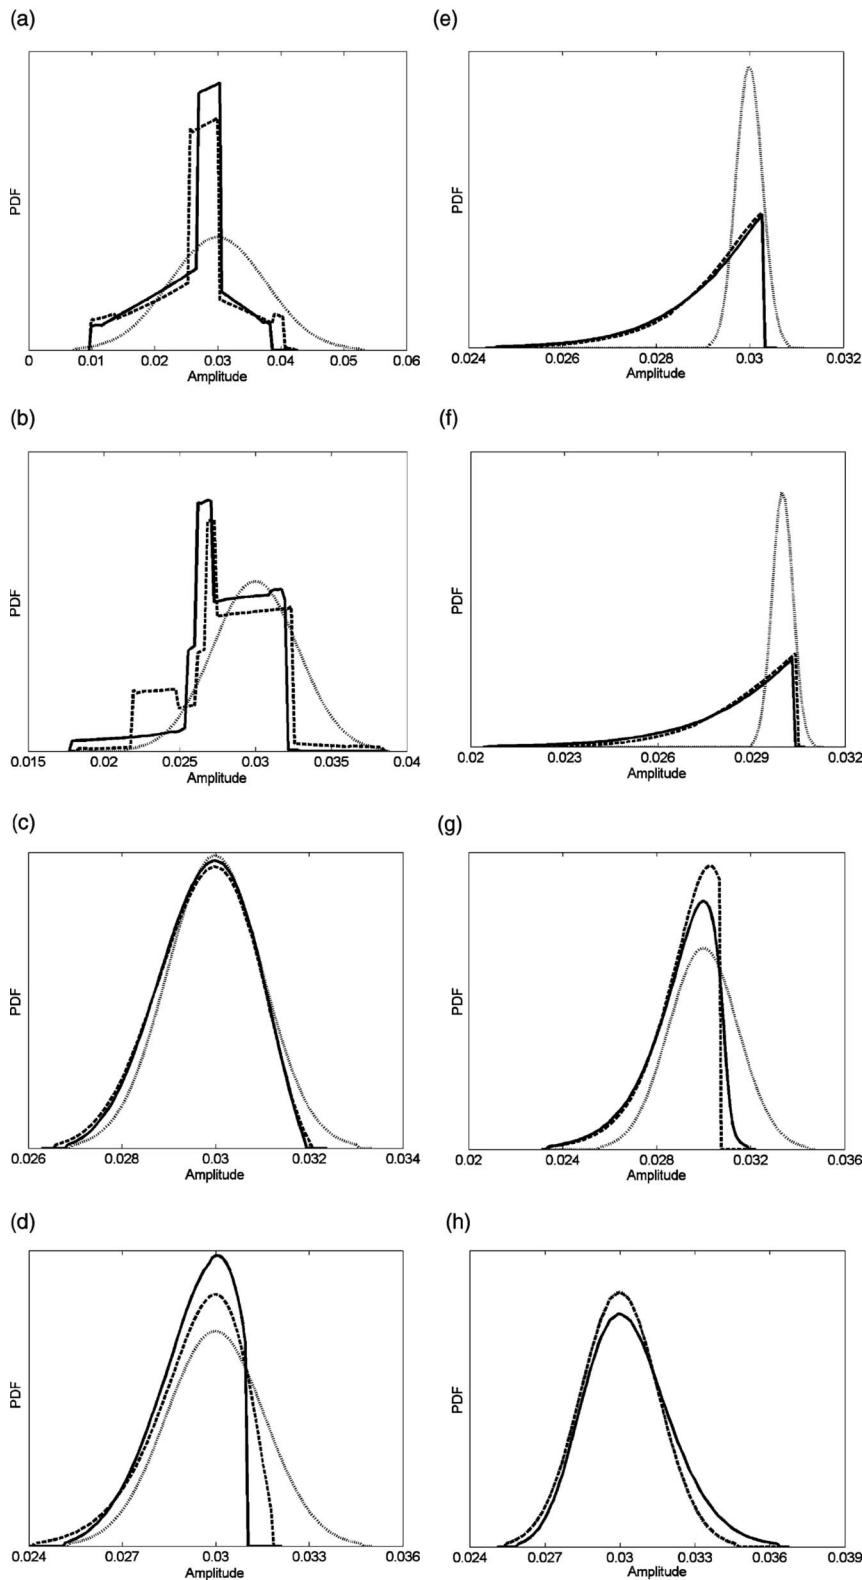 (a)
PDF
0 0.01 0.02 0.03 0.04 0.05 0.06
Amplitude
(b)
PDF
0.015 0.02 0.025 0.03 0.035 0.04
Amplitude
(c)
PDF
0.026 0.028 0.03 0.032 0.034
Amplitude
(d)
PDF
0.024 0.027 0.03 0.033 0.036
Amplitude
(e)
PDF
0.024 0.026 0.028 0.03 0.032
Amplitude
(f)
PDF
0.02 0.023 0.026 0.029 0.032
Amplitude
(g)
PDF
0.02 0.024 0.028 0.032 0.036
Amplitude
(h)
PDF
0.024 0.027 0.03 0.033 0.036 0.039
Amplitude